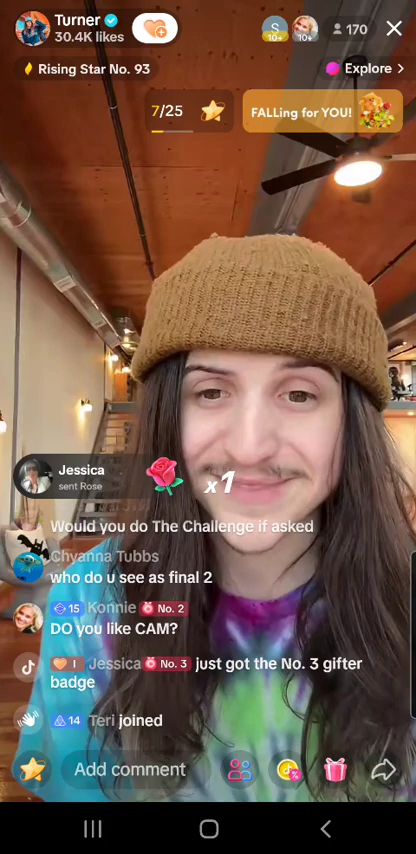 Turner
30.4K likes
S
10+
10+
170
Rising Star No. 93
Explore >
7/25
FALLing for YOU!
Jessica
sent Rose
x1
Would you do The Challenge if asked
Chyanna Tubbs
who do u see as final 2
15 Konnie No. 2
DO you like CAM?
I Jessica No. 3 just got the No. 3 gifter
badge
14 Teri joined
Add comment